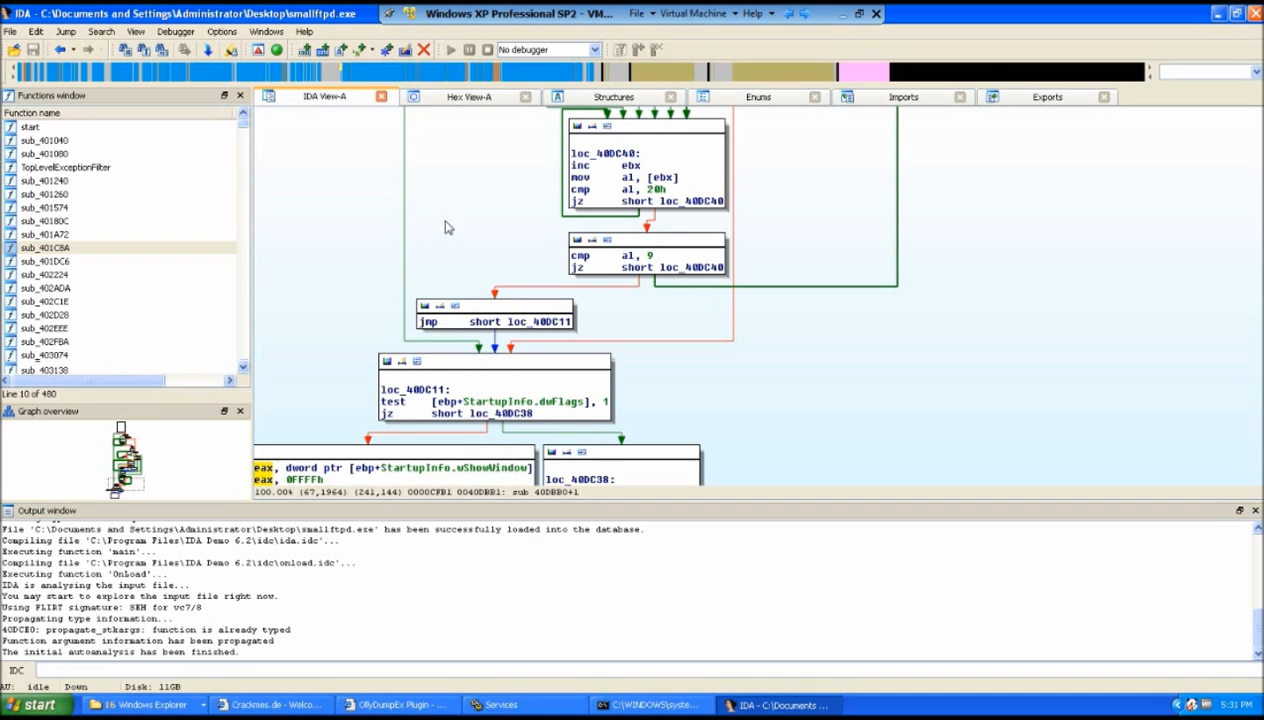 IDA - C:\Documents and Settings\Administrator\Desktop\smallftpd.exe
Windows XP Professional SP2 - VM...
File Virtual Machine Help
File Edit Jump Search View Debugger Options Windows Help
No debugger
Functions window
IDA View-A
Hex View-A
Structures
Enums
Imports
Exports
Function name
start
sub_401040
sub_401080
TopLevelExceptionFilter
sub_401240
sub_401260
sub_401574
sub_40180C
sub_401A72
sub_401C8A
sub_401DC6
sub_402224
sub_402ADA
sub_402C1E
sub_402D28
sub_402EEE
sub_402FBA
sub_403074
sub_403138
Line 10 of 480
Graph overview
loc_40DC40:
inc ebx
mov al, [ebx]
cmp al, 20h
jz short loc_40DC40
cmp al, 9
jz short loc_40DC40
jmp short loc_40DC11
loc_40DC11:
test [ebp+StartupInfo.dwFlags], 1
jz short loc_40DC38
eax, dword ptr [ebp+StartupInfo.wShowWindow]
eax, 0FFFFh
loc_40DC38:
100.00% (67,1964) (241,144) 0000CFB1 0040DBB1: sub_40DBB0+1
Output window
File 'C:\Documents and Settings\Administrator\Desktop\smallftpd.exe' has been successfully loaded into the database.
Compiling file 'C:\Program Files\IDA Demo 6.2\idc\ida.idc'...
Executing function 'main'...
Compiling file 'C:\Program Files\IDA Demo 6.2\idc\onload.idc'...
Executing function 'OnLoad'...
IDA is analysing the input file...
You may start to explore the input file right now.
Using FLIRT signature: SEH for vc7/8
Propagating type information...
40DCE0: propagate_stkargs: function is already typed
Function argument information has been propagated
The initial autoanalysis has been finished.
IDC
AU: idle Down Disk: 11GB
start
16 Windows Explorer
Crackmes.de - Welco...
OllyDumpEx Plugin - ...
Services
C:\WINDOWS\syste...
IDA - C:\Documents ...
5:31 PM